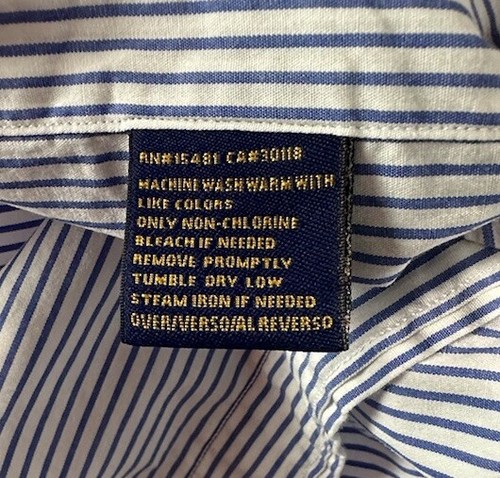 RN#15481 CA#30118
MACHINE WASH WARM WITH
LIKE COLORS
ONLY NON-CHLORINE
BLEACH IF NEEDED
REMOVE PROMPTLY
TUMBLE DRY LOW
STEAM IRON IF NEEDED
OVER/VERSO/AL REVERSO